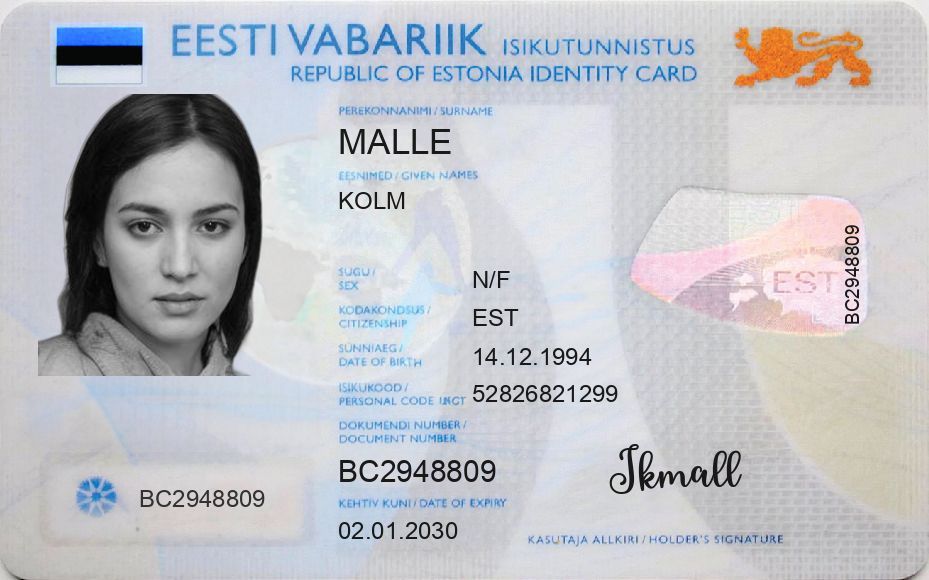 EESTI VABARIIK ISIKUTUNNISTUS
REPUBLIC OF ESTONIA IDENTITY CARD
PEREKONNANIMI / SURNAME
MALLE
EESNIMED / GIVEN NAMES
KOLM
SUGU / SEX
N/F
KODAKONDSUS / CITIZENSHIP
EST
SÜNNIAEG / DATE OF BIRTH
14.12.1994
ISIKUKOOD / PERSONAL CODE
52826821299
DOKUMENDI NUMBER / DOCUMENT NUMBER
BC2948809
KEHTIV KUNI / DATE OF EXPIRY
02.01.2030
BC2948809
EST
BC2948809
Jkmall
KASUTAJA ALLKIRI / HOLDER'S SIGNATURE